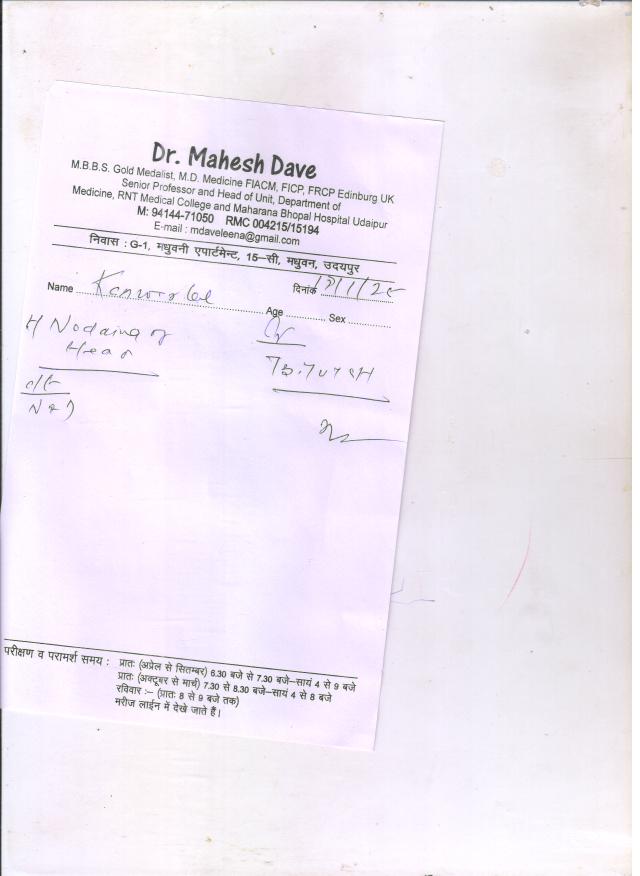 Dr. Mahesh Dave
M.B.B.S. Gold Medalist, M.D. Medicine FIACM, FICP, FRCP Edinburg UK
Senior Professor and Head of Unit, Department of
Medicine, RNT Medical College and Maharana Bhopal Hospital Udaipur
M: 94144-71050 RMC 004215/15194
E-mail : mdaveleena@gmail.com
निवास : G-1, मधुवनी एपार्टमेन्ट, 15–सी, मधुवन, उदयपुर
दिनांक
Name
Age Sex
परीक्षण व परामर्श समय : प्रातः (अप्रेल से सितम्बर) 6.30 बजे से 7.30 बजे–सायं 4 से 9 बजे
प्रातः (अक्टूबर से मार्च) 7.30 से 8.30 बजे–सायं 4 से 8 बजे
रविवार :– (प्रातः 8 से 9 बजे तक)
मरीज लाईन में देखे जाते हैं।